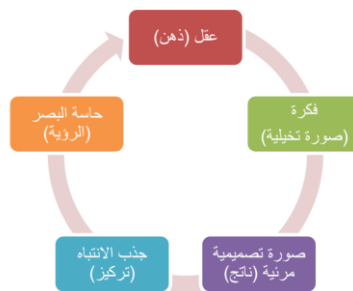 عقل (ذهن)
فكرة
(صورة تخيلية)
صورة تصميمية
مرئية (ناتج)
جذب الانتباه
(تركيز)
حاسة البصر
(الرؤية)